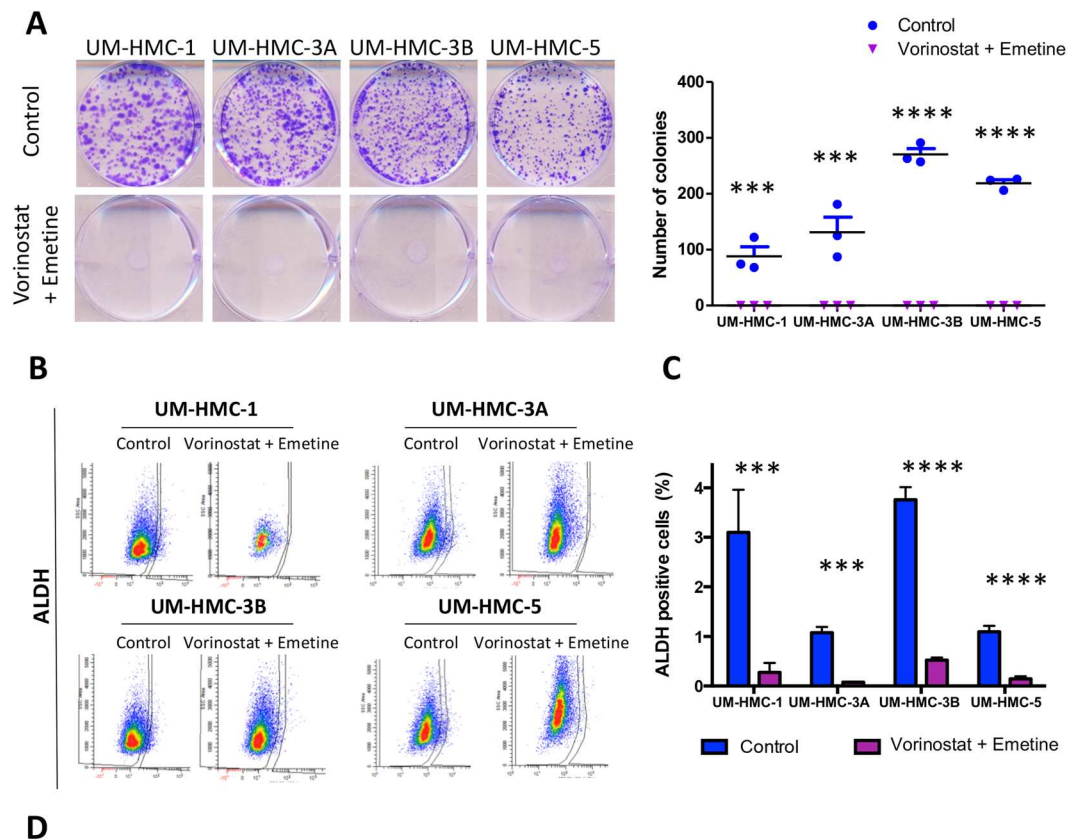 A
UM-HMC-1 UM-HMC-3A UM-HMC-3B UM-HMC-5
Control
Vorinostat + Emetine
Control
Vorinostat + Emetine
Number of colonies
400
300
200
100
0
*** *** **** ****
UM-HMC-1 UM-HMC-3A UM-HMC-3B UM-HMC-5
B
ALDH
UM-HMC-1 UM-HMC-3A
Control Vorinostat + Emetine Control Vorinostat + Emetine
UM-HMC-3B UM-HMC-5
Control Vorinostat + Emetine Control Vorinostat + Emetine
C
ALDH positive cells (%)
4
3
2
1
0
*** *** **** ****
UM-HMC-1 UM-HMC-3A UM-HMC-3B UM-HMC-5
Control Vorinostat + Emetine
D